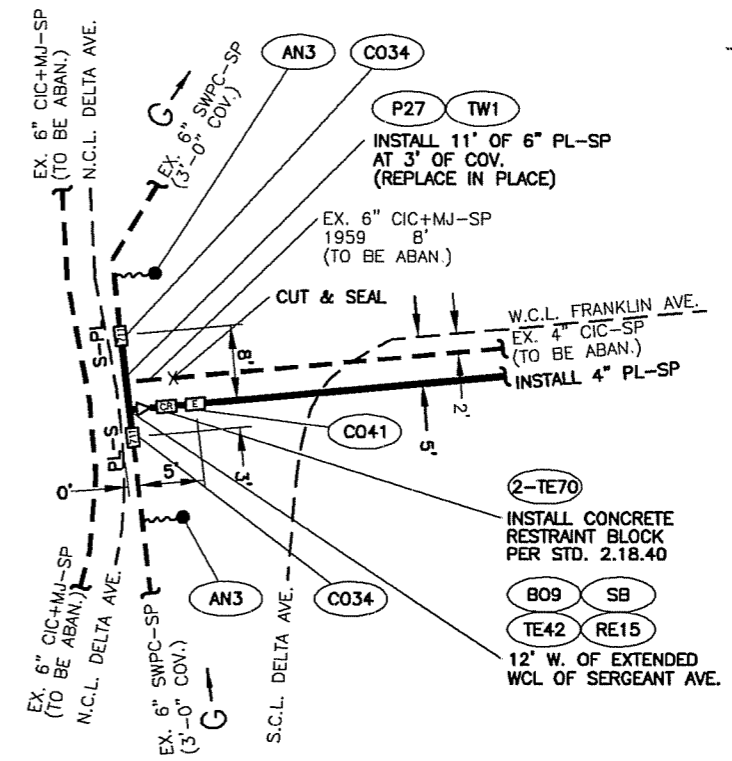 AN3
CO34
P27
TW1
INSTALL 11' OF 6" PL-SP
AT 3' OF COV.
(REPLACE IN PLACE)
EX. 6" CIC+MJ-SP
(TO BE ABAN.)
N.C.L. DELTA AVE.
G
EX. 6" SWPC-SP
(3'-0" COV.)
EX. 6" CIC+MJ-SP
1959 8'
(TO BE ABAN.)
CUT & SEAL
W.C.L. FRANKLIN AVE.
EX. 4" CIC-SP
(TO BE ABAN.)
INSTALL 4" PL-SP
S-PL
8'
2'
CR
E
5'
CO41
PL-S
5'
3'
0'
2-TE70
INSTALL CONCRETE
RESTRAINT BLOCK
PER STD. 2.18.40
AN3
CO34
B09
SB
TE42
RE15
12' W. OF EXTENDED
WCL OF SERGEANT AVE.
EX. 6" CIC+MJ-SP
(TO BE ABAN.)
N.C.L. DELTA AVE.
EX. 6" SWPC-SP
(3'-0" COV.)
G
S.C.L. DELTA AVE.